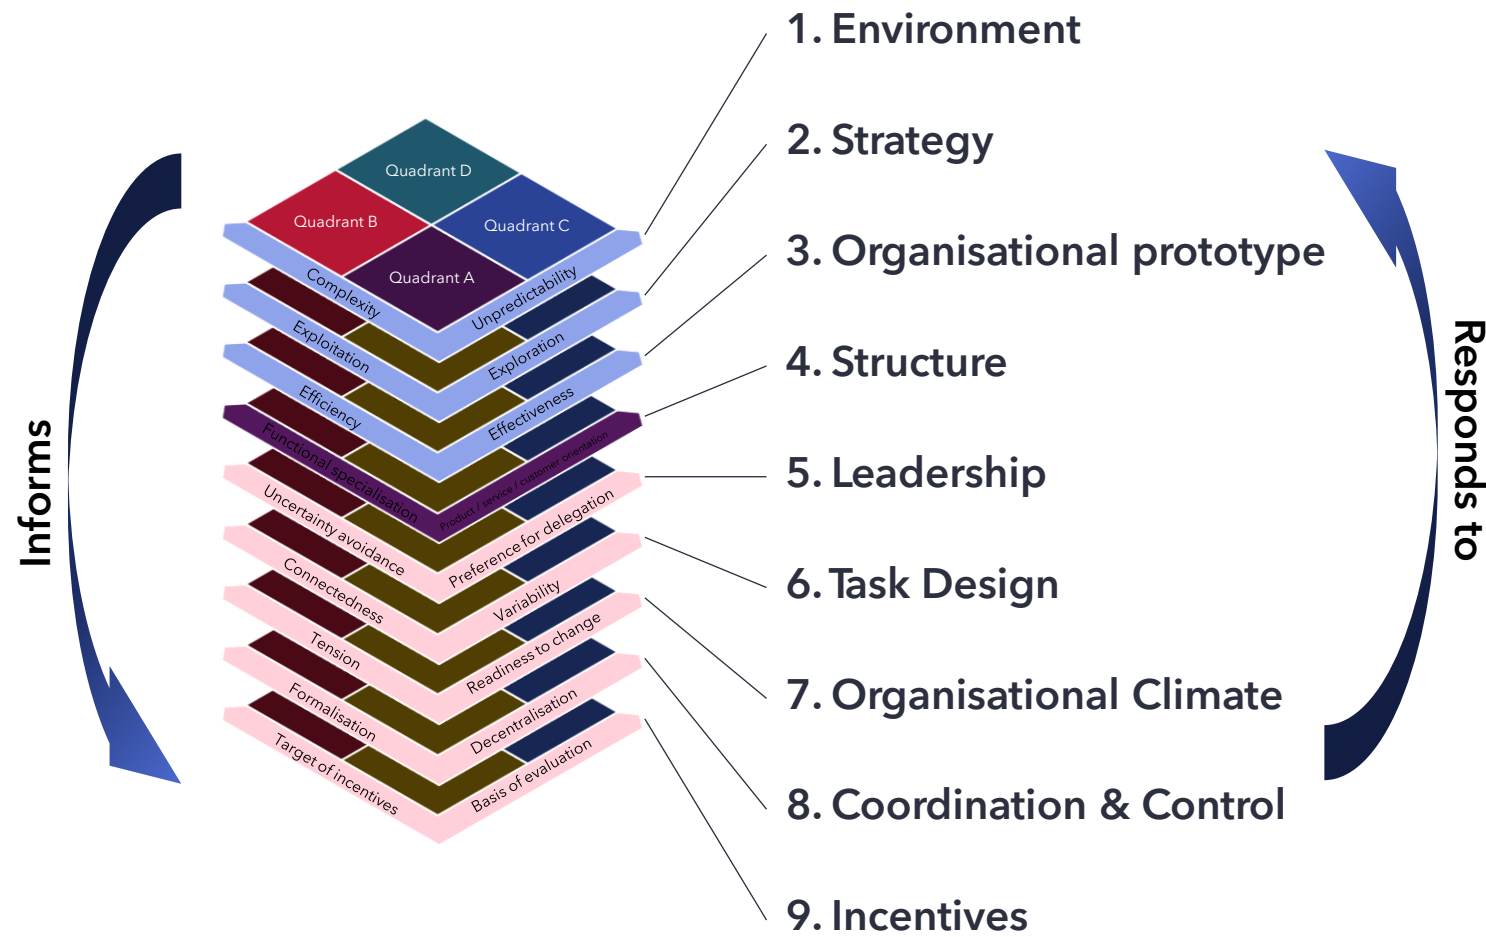 1. Environment
2. Strategy
3. Organisational prototype
4. Structure
5. Leadership
6. Task Design
7. Organisational Climate
8. Coordination & Control
9. Incentives
Quadrant D
Quadrant B
Quadrant C
Quadrant A
Complexity
Unpredictability
Exploitation
Exploration
Efficiency
Effectiveness
Functional specialisation
Product / service / customer orientation
Uncertainty avoidance
Preference for delegation
Connectedness
Variability
Tension
Readiness to change
Formalisation
Decentralisation
Target of incentives
Basis of evaluation
Informs
Responds to